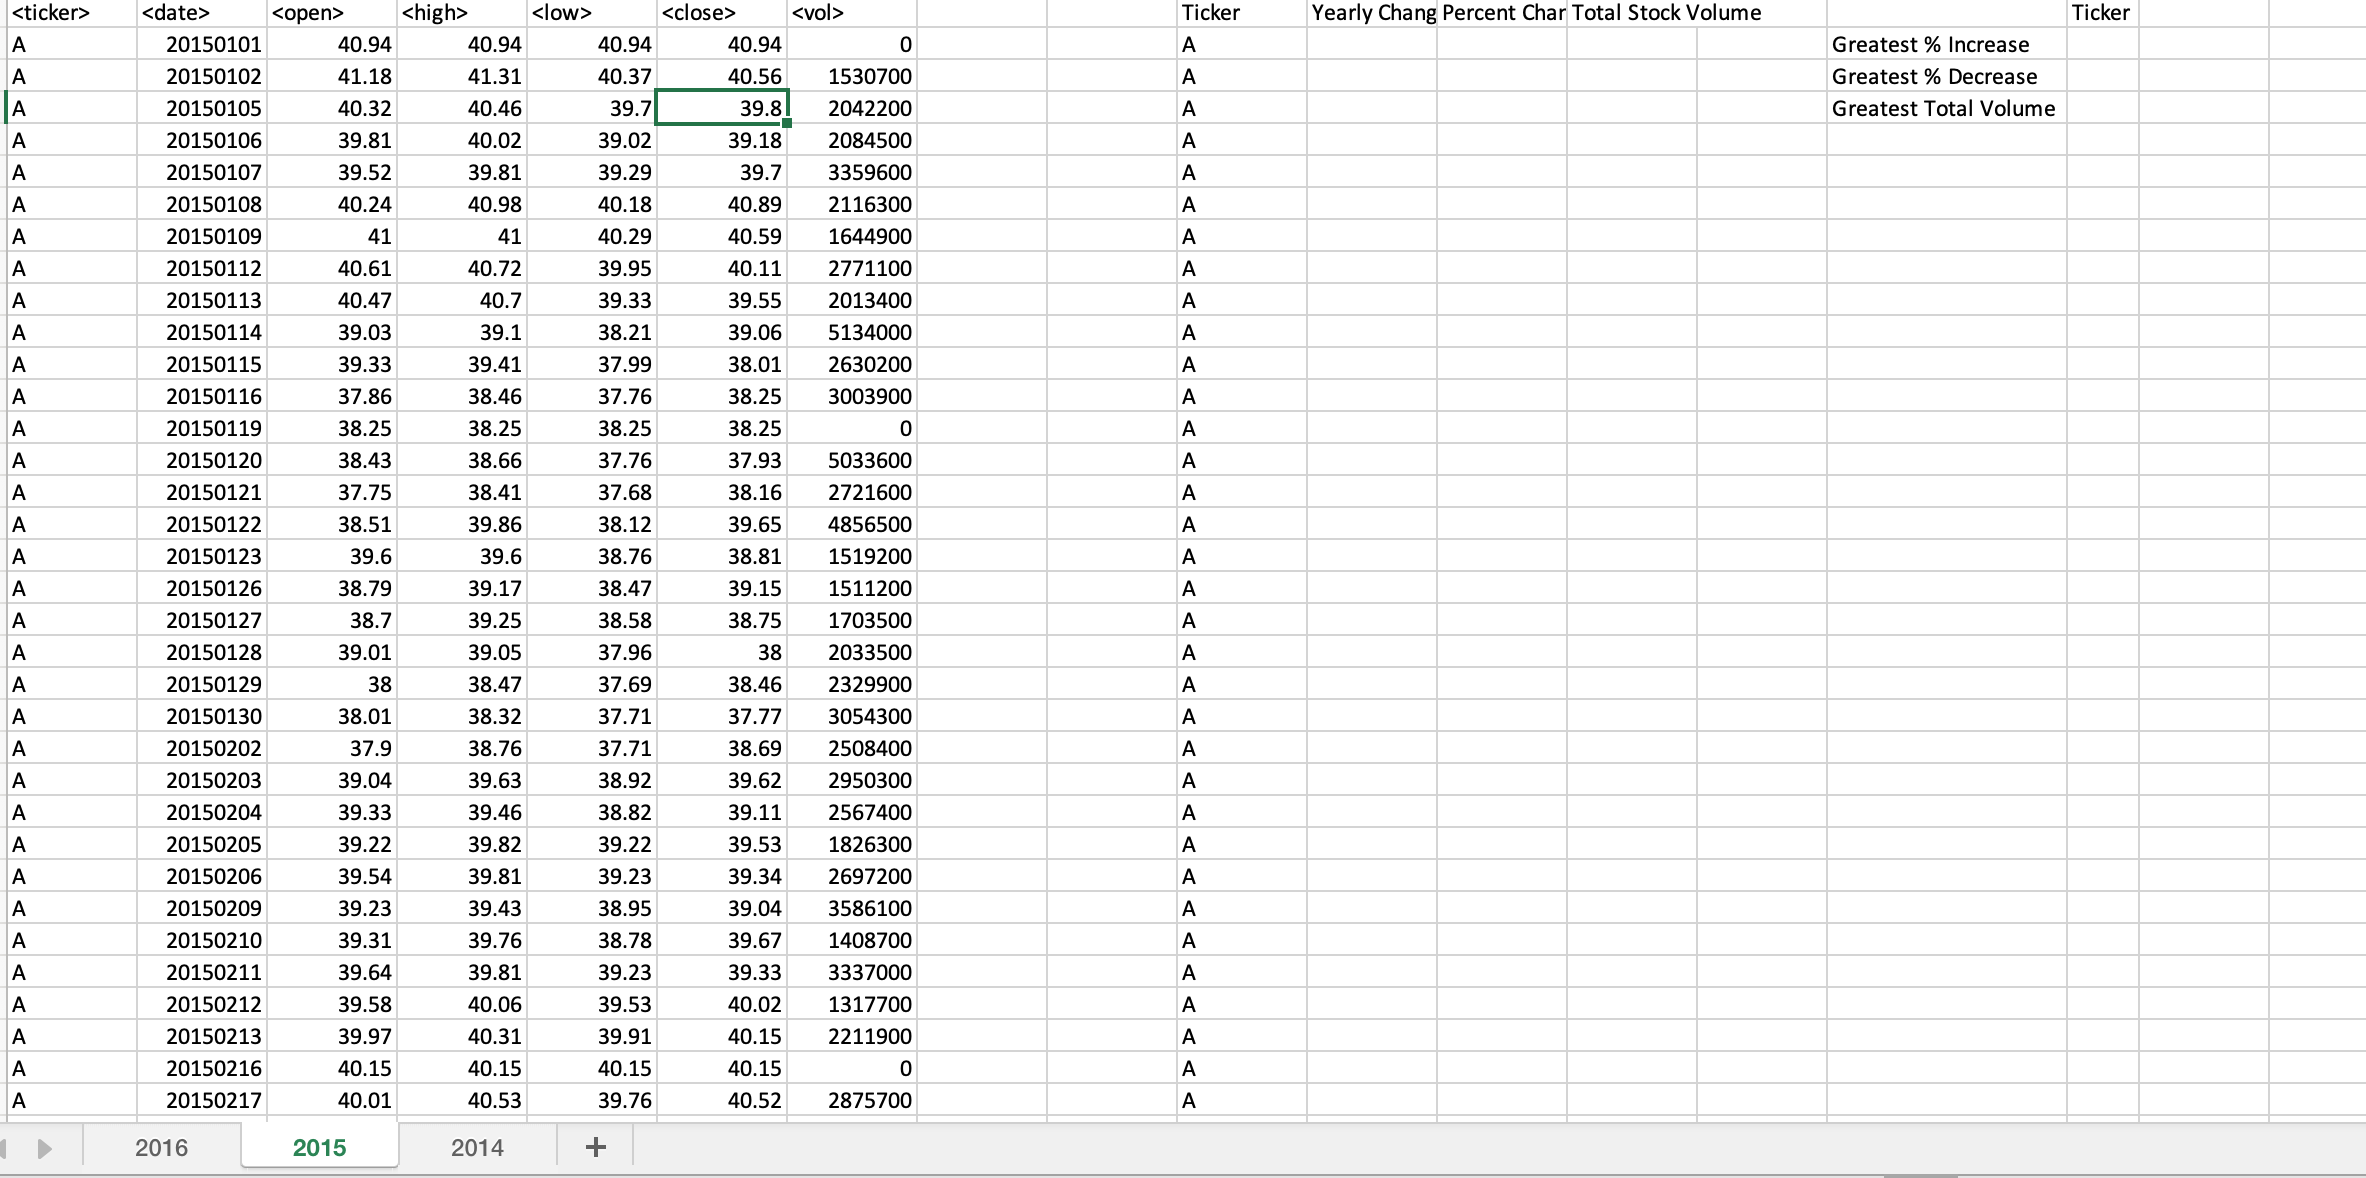 <ticker> <date> <open> <high> <low> <close> <vol> Ticker Yearly Chang Percent Char Total Stock Volume Ticker
A 20150101 40.94 40.94 40.94 40.94 0 A Greatest % Increase
A 20150102 41.18 41.31 40.37 40.56 1530700 A Greatest % Decrease
A 20150105 40.32 40.46 39.7 39.8 2042200 A Greatest Total Volume
A 20150106 39.81 40.02 39.02 39.18 2084500 A
A 20150107 39.52 39.81 39.29 39.7 3359600 A
A 20150108 40.24 40.98 40.18 40.89 2116300 A
A 20150109 41 41 40.29 40.59 1644900 A
A 20150112 40.61 40.72 39.95 40.11 2771100 A
A 20150113 40.47 40.7 39.33 39.55 2013400 A
A 20150114 39.03 39.1 38.21 39.06 5134000 A
A 20150115 39.33 39.41 37.99 38.01 2630200 A
A 20150116 37.86 38.46 37.76 38.25 3003900 A
A 20150119 38.25 38.25 38.25 38.25 0 A
A 20150120 38.43 38.66 37.76 37.93 5033600 A
A 20150121 37.75 38.41 37.68 38.16 2721600 A
A 20150122 38.51 39.86 38.12 39.65 4856500 A
A 20150123 39.6 39.6 38.76 38.81 1519200 A
A 20150126 38.79 39.17 38.47 39.15 1511200 A
A 20150127 38.7 39.25 38.58 38.75 1703500 A
A 20150128 39.01 39.05 37.96 38 2033500 A
A 20150129 38 38.47 37.69 38.46 2329900 A
A 20150130 38.01 38.32 37.71 37.77 3054300 A
A 20150202 37.9 38.76 37.71 38.69 2508400 A
A 20150203 39.04 39.63 38.92 39.62 2950300 A
A 20150204 39.33 39.46 38.82 39.11 2567400 A
A 20150205 39.22 39.82 39.22 39.53 1826300 A
A 20150206 39.54 39.81 39.23 39.34 2697200 A
A 20150209 39.23 39.43 38.95 39.04 3586100 A
A 20150210 39.31 39.76 38.78 39.67 1408700 A
A 20150211 39.64 39.81 39.23 39.33 3337000 A
A 20150212 39.58 40.06 39.53 40.02 1317700 A
A 20150213 39.97 40.31 39.91 40.15 2211900 A
A 20150216 40.15 40.15 40.15 40.15 0 A
A 20150217 40.01 40.53 39.76 40.52 2875700 A
2016 2015 2014 +